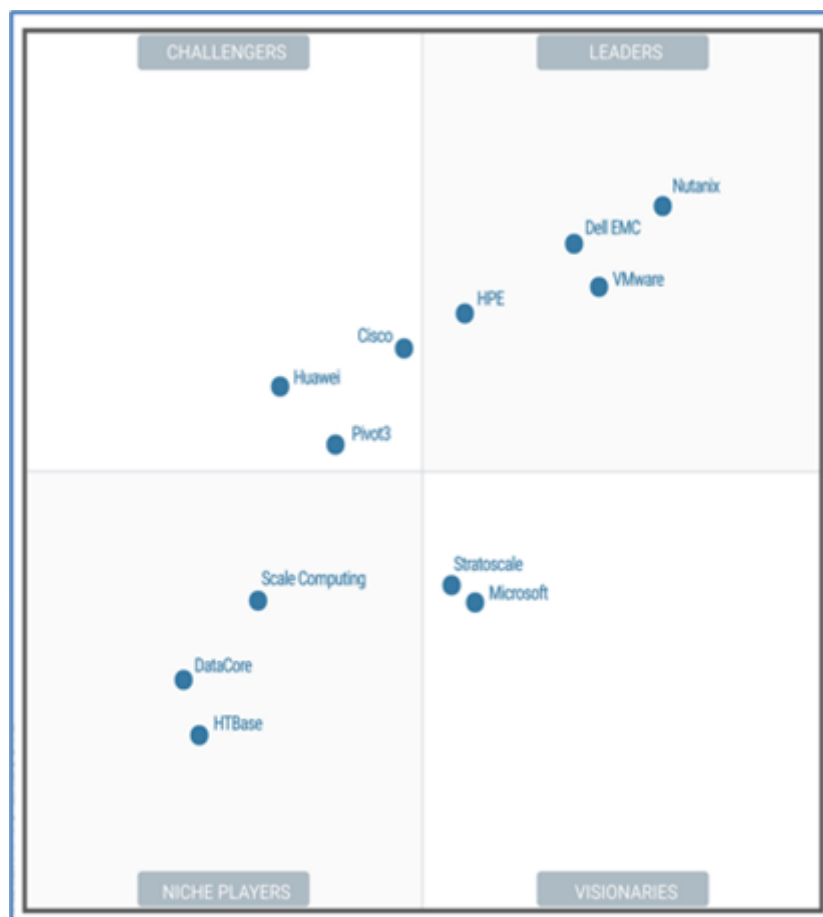 CHALLENGERS
LEADERS
Nutanix
Dell EMC
VMware
HPE
Cisco
Huawei
Pivot3
Stratoscale
Microsoft
Scale Computing
DataCore
HTBase
NICHE PLAYERS
VISIONARIES